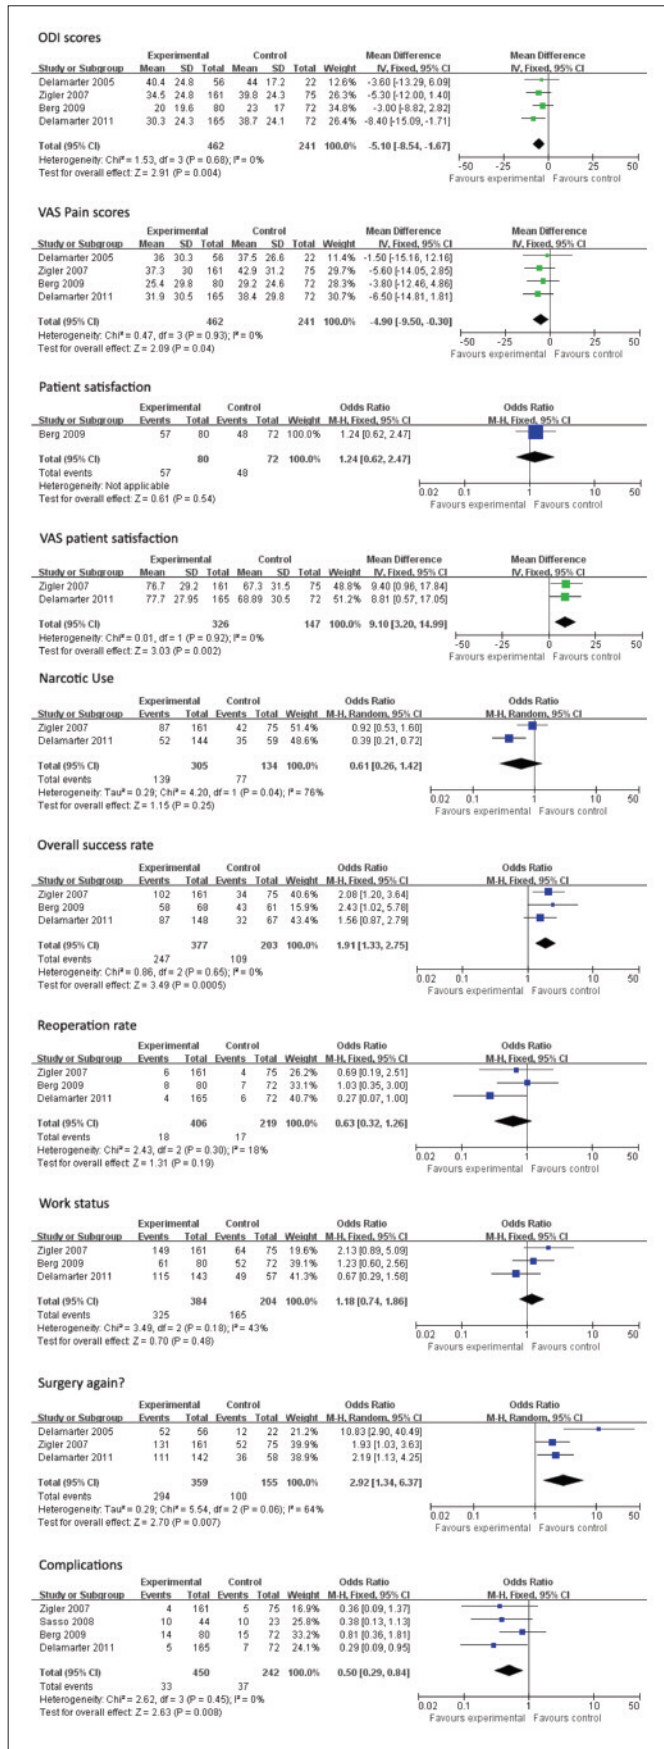 ODI scores
Experimental Control Mean Difference Mean Difference
Study or Subgroup Mean SD Total Mean SD Total Weight IV, Fixed, 95% CI IV, Fixed, 95% CI
Delamarter 2005 40.4 24.8 56 44 17.2 22 12.6% -3.60 [-13.29, 6.09]
Zigler 2007 34.5 24.8 161 39.8 24.3 75 26.3% -5.30 [-12.00, 1.40]
Berg 2009 20 19.6 80 23 17 72 34.8% -3.00 [-8.82, 2.82]
Delamarter 2011 30.3 24.3 165 38.7 24.1 72 26.4% -8.40 [-15.09, -1.71]
Total (95% CI) 462 241 100.0% -5.10 [-8.54, -1.67]
Heterogeneity: Chi² = 1.53, df = 3 (P = 0.68); I² = 0%
Test for overall effect: Z = 2.91 (P = 0.004)
-50 -25 0 25 50
Favours experimental Favours control
VAS Pain scores
Experimental Control Mean Difference Mean Difference
Study or Subgroup Mean SD Total Mean SD Total Weight IV, Fixed, 95% CI IV, Fixed, 95% CI
Delamarter 2005 36 30.3 56 37.5 26.6 22 11.4% -1.50 [-15.16, 12.16]
Zigler 2007 37.3 30 161 42.9 31.2 75 29.7% -5.60 [-14.05, 2.85]
Berg 2009 25.4 29.8 80 29.2 24.6 72 28.2% -3.80 [-12.46, 4.86]
Delamarter 2011 31.9 30.5 165 38.4 29.8 72 30.7% -6.50 [-14.81, 1.81]
Total (95% CI) 462 241 100.0% -4.90 [-9.50, -0.30]
Heterogeneity: Chi² = 0.47, df = 3 (P = 0.93); I² = 0%
Test for overall effect: Z = 2.09 (P = 0.04)
-50 -25 0 25 50
Favours experimental Favours control
Patient satisfaction
Experimental Control Odds Ratio Odds Ratio
Study or Subgroup Events Total Events Total Weight M-H, Fixed, 95% CI M-H, Fixed, 95% CI
Berg 2009 57 80 48 72 100.0% 1.24 [0.62, 2.47]
Total (95% CI) 80 72 100.0% 1.24 [0.62, 2.47]
Total events 57 48
Heterogeneity: Not applicable
Test for overall effect: Z = 0.61 (P = 0.54)
0.02 0.1 1 10 50
Favours experimental Favours control
VAS patient satisfaction
Experimental Control Mean Difference Mean Difference
Study or Subgroup Mean SD Total Mean SD Total Weight IV, Fixed, 95% CI IV, Fixed, 95% CI
Zigler 2007 76.7 29.2 161 67.3 31.5 75 48.8% 9.40 [0.96, 17.84]
Delamarter 2011 77.7 27.95 165 68.89 30.5 72 51.2% 8.81 [0.57, 17.05]
Total (95% CI) 326 147 100.0% 9.10 [3.20, 14.99]
Heterogeneity: Chi² = 0.01, df = 1 (P = 0.92); I² = 0%
Test for overall effect: Z = 3.03 (P = 0.002)
-50 -25 0 25 50
Favours experimental Favours control
Narcotic Use
Experimental Control Odds Ratio Odds Ratio
Study or Subgroup Events Total Events Total Weight M-H, Random, 95% CI M-H, Random, 95% CI
Zigler 2007 87 161 42 75 51.4% 0.92 [0.53, 1.60]
Delamarter 2011 52 144 35 59 48.6% 0.39 [0.21, 0.72]
Total (95% CI) 305 134 100.0% 0.61 [0.26, 1.42]
Total events 139 77
Heterogeneity: Tau² = 0.29; Chi² = 4.20, df = 1 (P = 0.04); I² = 76%
Test for overall effect: Z = 1.15 (P = 0.25)
0.02 0.1 1 10 50
Favours experimental Favours control
Overall success rate
Experimental Control Odds Ratio Odds Ratio
Study or Subgroup Events Total Events Total Weight M-H, Fixed, 95% CI M-H, Fixed, 95% CI
Zigler 2007 102 161 34 75 40.6% 2.08 [1.20, 3.64]
Berg 2009 58 68 43 61 15.9% 2.43 [1.02, 5.78]
Delamarter 2011 87 148 32 67 43.4% 1.56 [0.87, 2.79]
Total (95% CI) 377 203 100.0% 1.91 [1.33, 2.75]
Total events 247 109
Heterogeneity: Chi² = 0.86, df = 2 (P = 0.65); I² = 0%
Test for overall effect: Z = 3.49 (P = 0.0005)
0.02 0.1 1 10 50
Favours experimental Favours control
Reoperation rate
Experimental Control Odds Ratio Odds Ratio
Study or Subgroup Events Total Events Total Weight M-H, Fixed, 95% CI M-H, Fixed, 95% CI
Zigler 2007 6 161 4 75 26.2% 0.69 [0.19, 2.51]
Berg 2009 8 80 7 72 33.1% 1.03 [0.35, 3.00]
Delamarter 2011 4 165 6 72 40.7% 0.27 [0.07, 1.00]
Total (95% CI) 406 219 100.0% 0.63 [0.32, 1.26]
Total events 18 17
Heterogeneity: Chi² = 2.43, df = 2 (P = 0.30); I² = 18%
Test for overall effect: Z = 1.31 (P = 0.19)
0.02 0.1 1 10 50
Favours experimental Favours control
Work status
Experimental Control Odds Ratio Odds Ratio
Study or Subgroup Events Total Events Total Weight M-H, Fixed, 95% CI M-H, Fixed, 95% CI
Zigler 2007 149 161 64 75 19.6% 2.13 [0.89, 5.09]
Berg 2009 61 80 52 72 39.1% 1.23 [0.60, 2.56]
Delamarter 2011 115 143 49 57 41.3% 0.67 [0.29, 1.58]
Total (95% CI) 384 204 100.0% 1.18 [0.74, 1.86]
Total events 325 165
Heterogeneity: Chi² = 3.49, df = 2 (P = 0.18); I² = 43%
Test for overall effect: Z = 0.70 (P = 0.48)
0.02 0.1 1 10 50
Favours experimental Favours control
Surgery again?
Experimental Control Odds Ratio Odds Ratio
Study or Subgroup Events Total Events Total Weight M-H, Random, 95% CI M-H, Random, 95% CI
Delamarter 2005 52 56 12 22 21.2% 10.83 [2.90, 40.49]
Zigler 2007 131 161 52 75 39.9% 1.93 [1.03, 3.63]
Delamarter 2011 111 142 36 58 38.9% 2.19 [1.13, 4.25]
Total (95% CI) 359 155 100.0% 2.92 [1.34, 6.37]
Total events 294 100
Heterogeneity: Tau² = 0.29; Chi² = 5.54, df = 2 (P = 0.06); I² = 64%
Test for overall effect: Z = 2.70 (P = 0.007)
0.02 0.1 1 10 50
Favours experimental Favours control
Complications
Experimental Control Odds Ratio Odds Ratio
Study or Subgroup Events Total Events Total Weight M-H, Fixed, 95% CI M-H, Fixed, 95% CI
Zigler 2007 4 161 5 75 16.9% 0.36 [0.09, 1.37]
Sasso 2008 10 44 10 23 25.8% 0.38 [0.13, 1.13]
Berg 2009 14 80 15 72 33.2% 0.81 [0.36, 1.81]
Delamarter 2011 5 165 7 72 24.1% 0.29 [0.09, 0.95]
Total (95% CI) 450 242 100.0% 0.50 [0.29, 0.84]
Total events 33 37
Heterogeneity: Chi² = 2.62, df = 3 (P = 0.45); I² = 0%
Test for overall effect: Z = 2.63 (P = 0.008)
0.02 0.1 1 10 50
Favours experimental Favours control